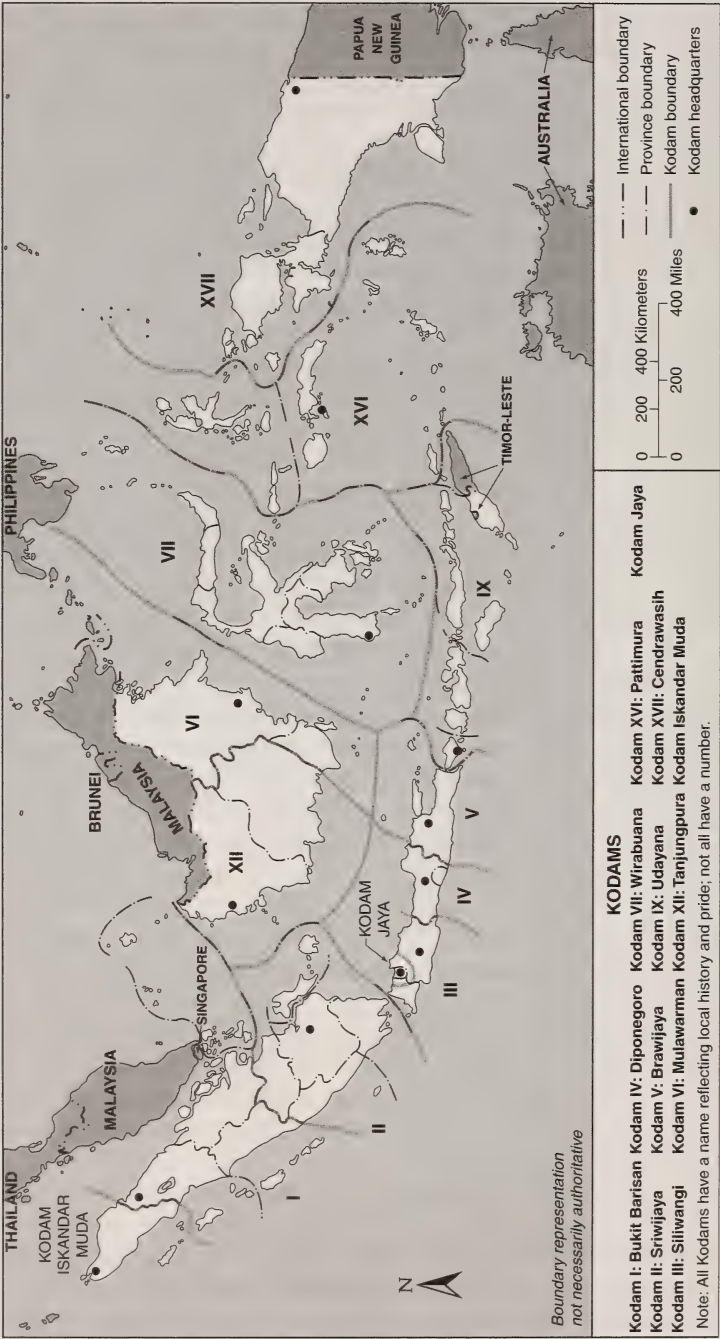 THAILAND
PHILIPPINES
PAPUA
NEW
GUINEA
KODAM
ISKANDAR
MUDA
MALAYSIA
SINGAPORE
BRUNEI
MALAYSIA
AUSTRALIA
I
II
XII
VI
VII
XVII
XVI
KODAM
JAYA
III
IV
V
IX
TIMOR-LESTE
N
Boundary representation
not necessarily authoritative
0 200 400 Kilometers
0 200 400 Miles
International boundary
Province boundary
Kodam boundary
Kodam headquarters
KODAMS
Kodam I: Bukit Barisan Kodam IV: Diponegoro Kodam VII: Wirabuana Kodam XVI: Pattimura Kodam Jaya
Kodam II: Sriwijaya Kodam V: Brawijaya Kodam IX: Udayana Kodam XVII: Cendrawasih
Kodam III: Siliwangi Kodam VI: Mulawarman Kodam XII: Tanjungpura Kodam Iskandar Muda
Note: All Kodams have a name reflecting local history and pride; not all have a number.